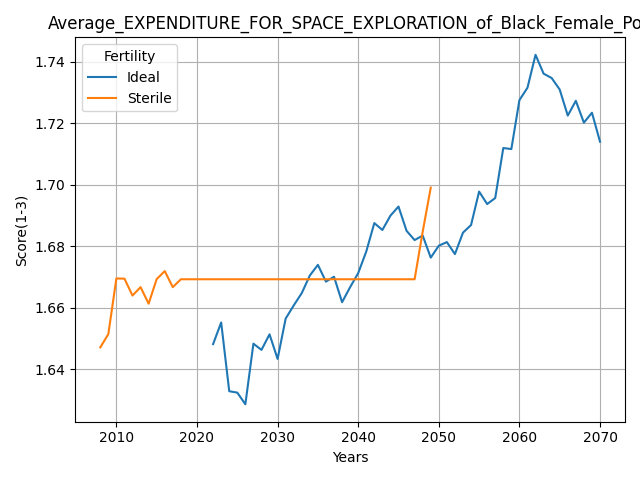 Average_EXPENDITURE_FOR_SPACE_EXPLORATION_of_Black_Female_Po
Fertility
Ideal
Sterile
Score(1-3)
1.74
1.72
1.70
1.68
1.66
1.64
2010 2020 2030 2040 2050 2060 2070
Years